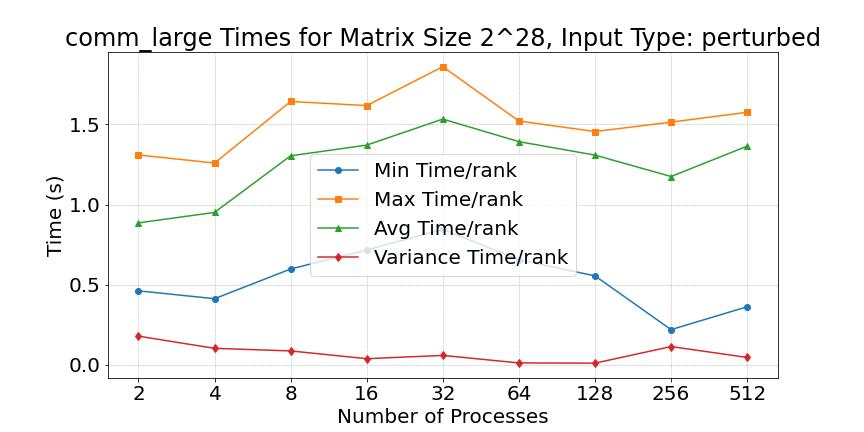 comm_large Times for Matrix Size 2^28, Input Type: perturbed
Time (s)
1.5
1.0
0.5
0.0
Min Time/rank
Max Time/rank
Avg Time/rank
Variance Time/rank
2 4 8 16 32 64 128 256 512
Number of Processes